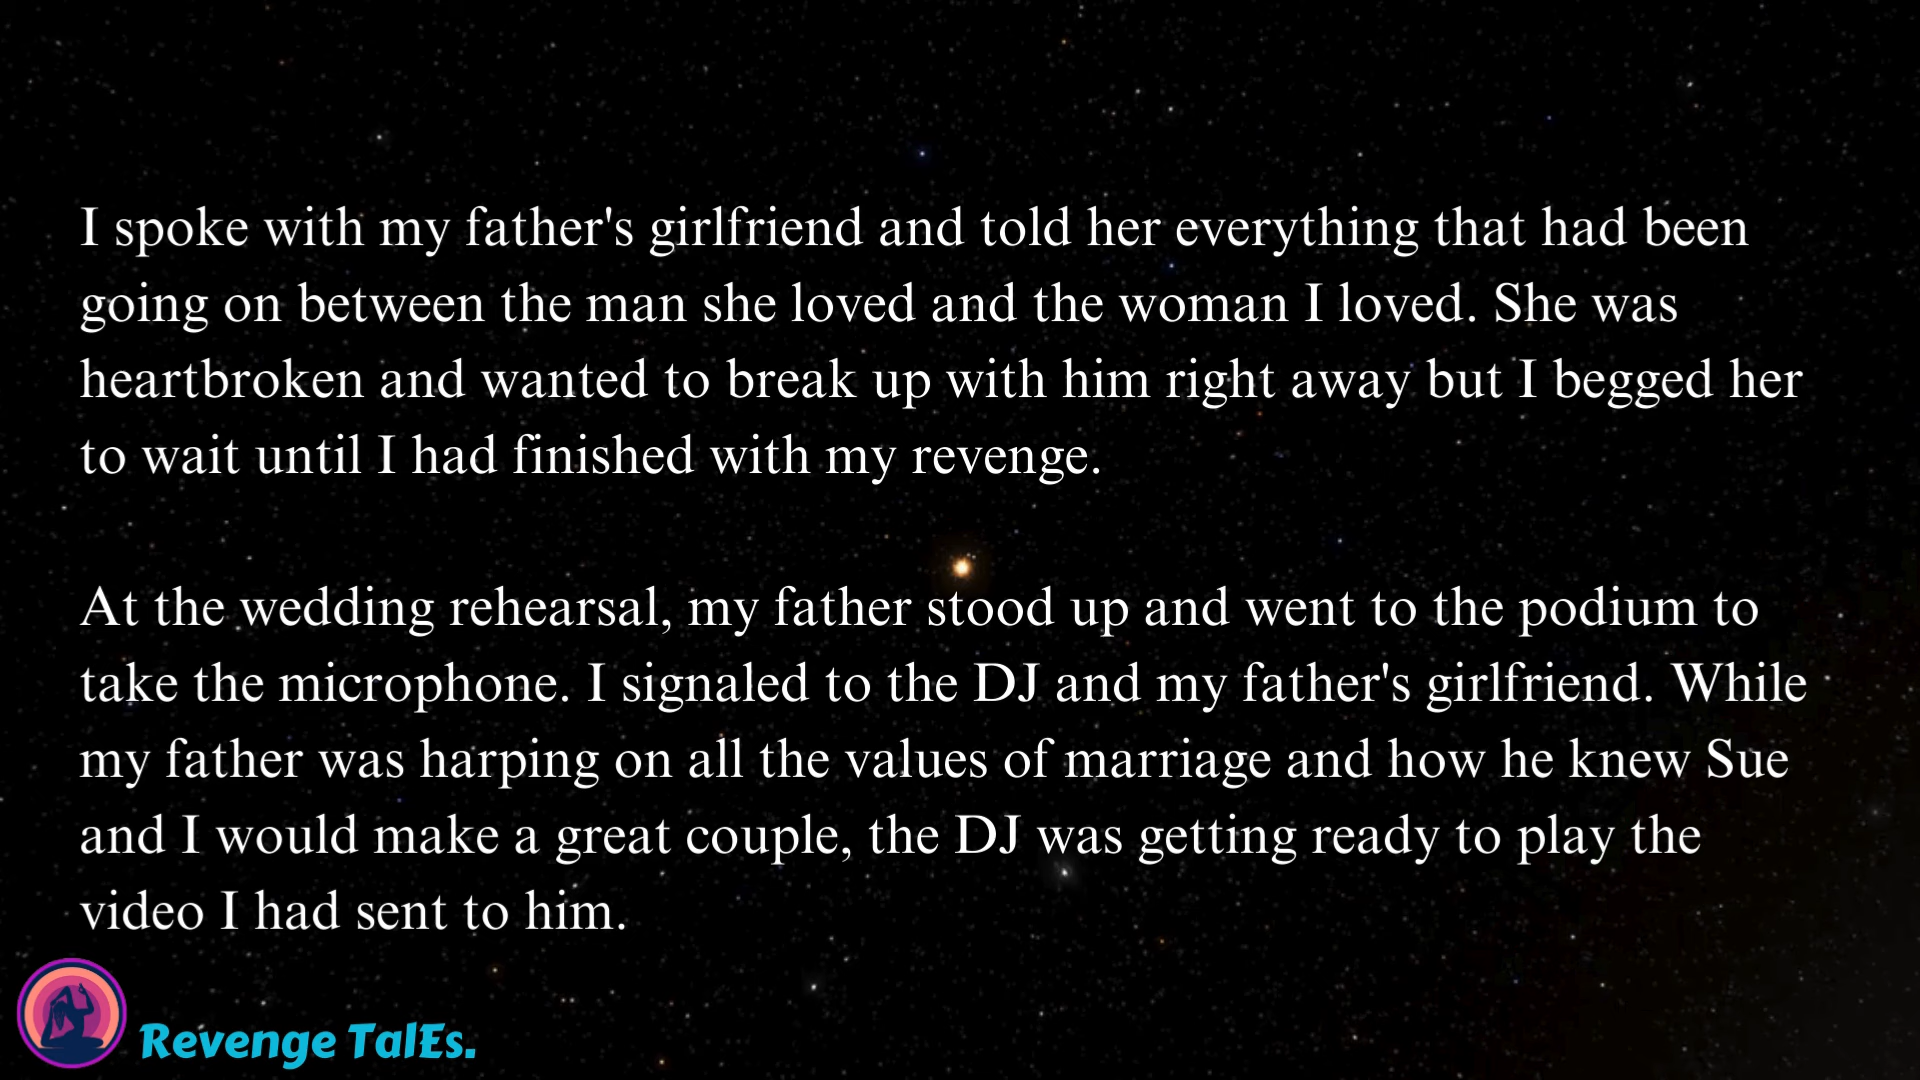 I spoke with my father's girlfriend and told her everything that had been
going on between the man she loved and the woman I loved. She was
heartbroken and wanted to break up with him right away but I begged her
to wait until I had finished with my revenge.
At the wedding rehearsal, my father stood up and went to the podium to
take the microphone. I signaled to the DJ and my father's girlfriend. While
my father was harping on all the values of marriage and how he knew Sue
and I would make a great couple, the DJ was getting ready to play the
video I had sent to him.
Revenge TalEs.